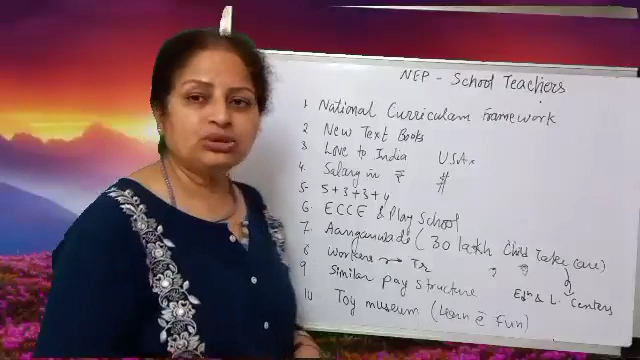 NEP - School Teachers
1 National Curriculam Framework
2 New Text Books
3 Love to India USA
4. Salary in ₹ #
5. 5+3+3+4
6. ECCE & Play School
7. Aanganwadi (30 lakh Child Take Care)
8 Workers → Tr
9 Similar pay structure Edn & L. Centers
10 Toy museum (Learn ē fun)